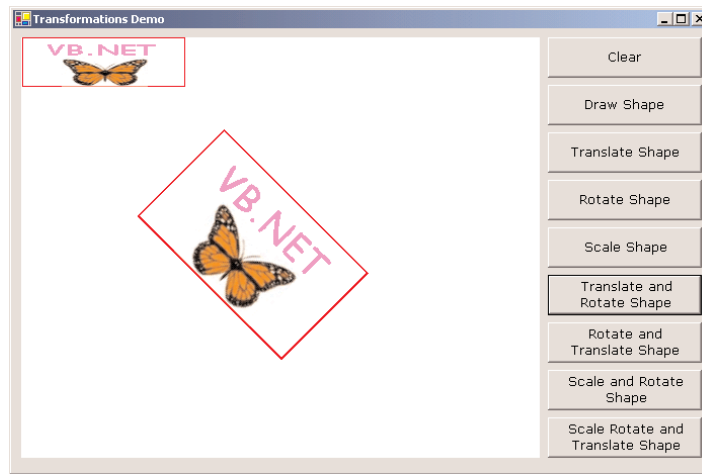 Transformations Demo
VB.NET
VB.NET
Clear
Draw Shape
Translate Shape
Rotate Shape
Scale Shape
Translate and
Rotate Shape
Rotate and
Translate Shape
Scale and Rotate
Shape
Scale Rotate and
Translate Shape